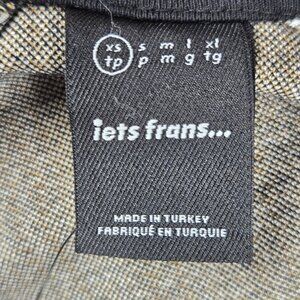 xs s m l xl
tp p m g tg
iets frans...
MADE IN TURKEY
FABRIQUÉ EN TURQUIE